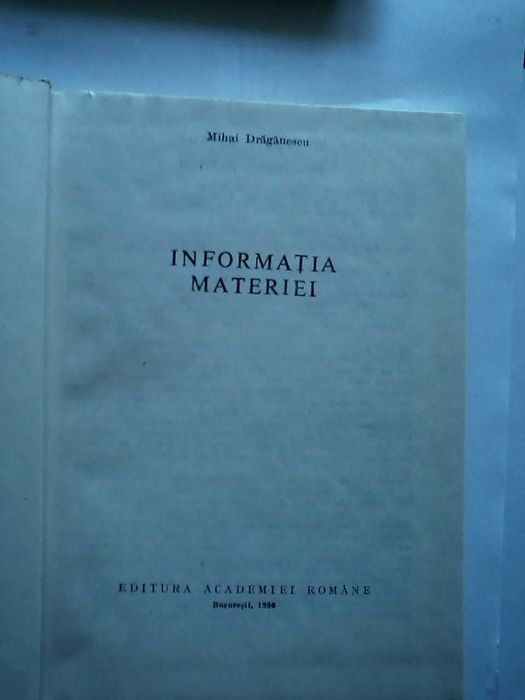 Mihai Drăgănescu
INFORMAȚIA
MATERIEI
EDITURA ACADEMIEI ROMÂNE
București, 1990